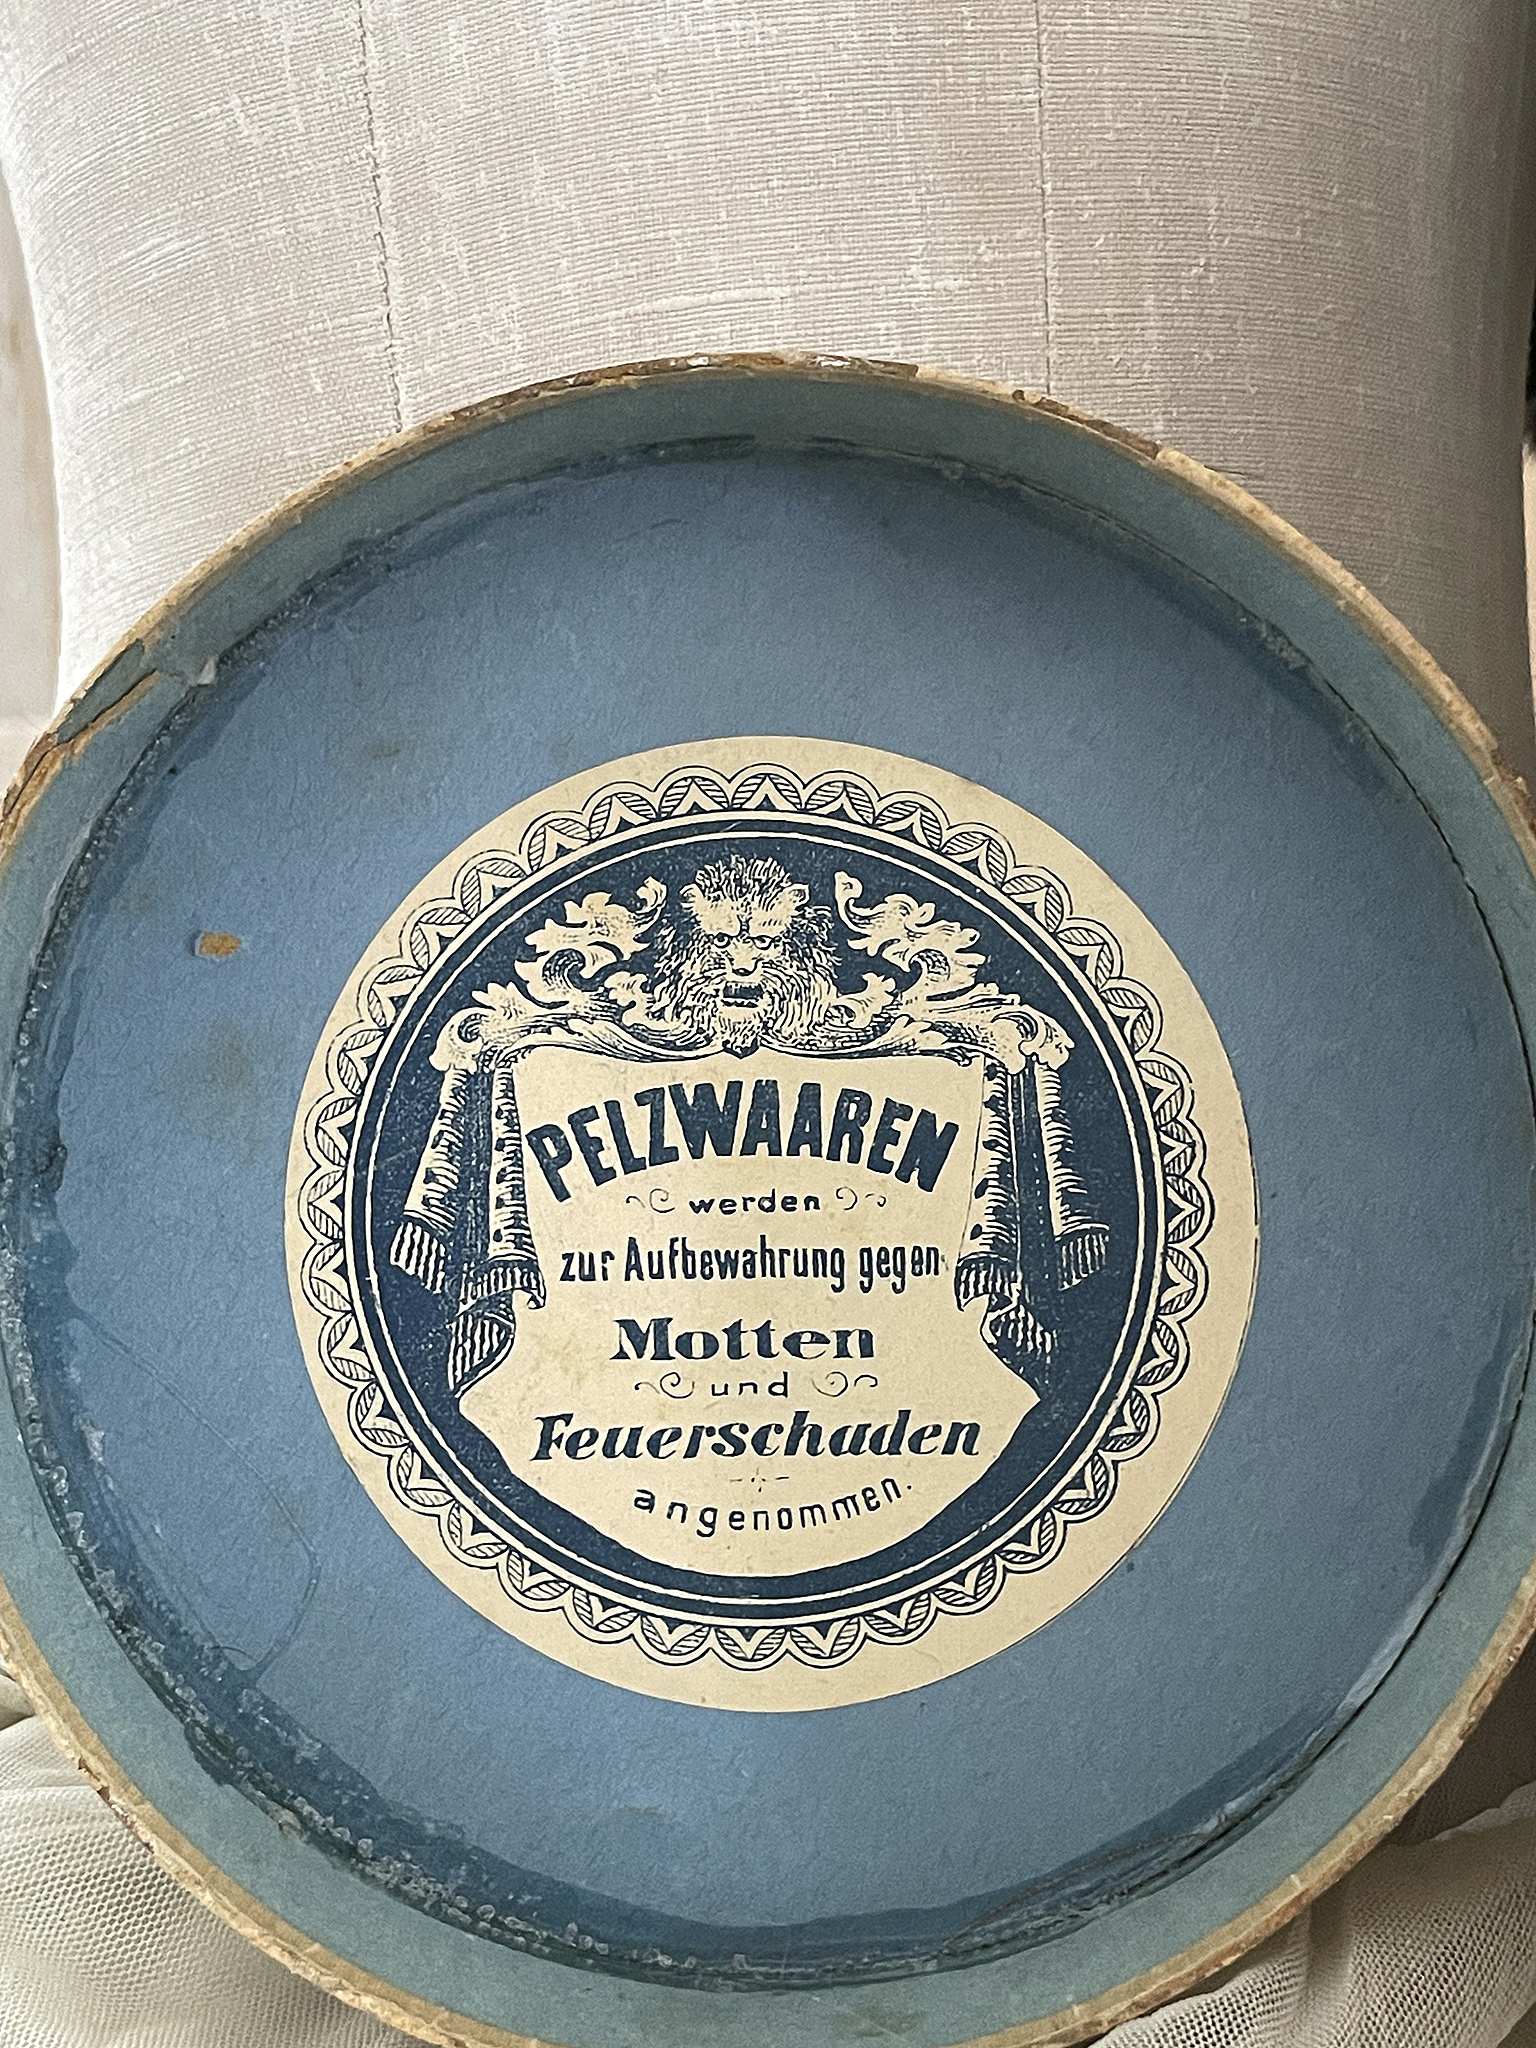 PELZWAAREN
werden
zur Aufbewahrung gegen
Motten
und
Feuerschaden
angenommen.